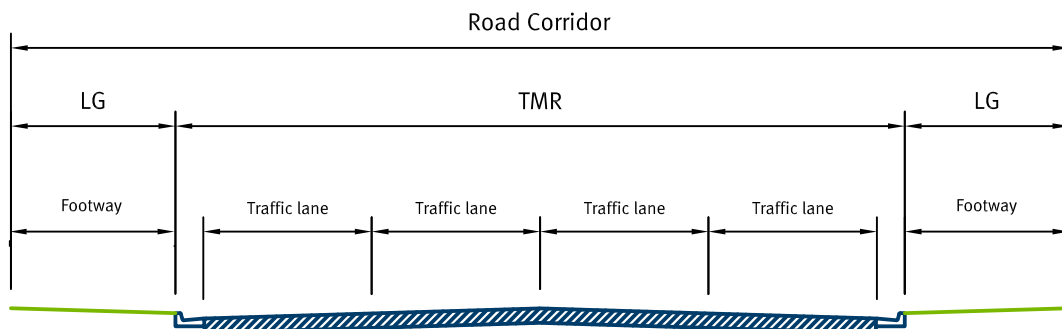 Road Corridor
LG TMR LG
Footway Traffic lane Traffic lane Traffic lane Traffic lane Footway